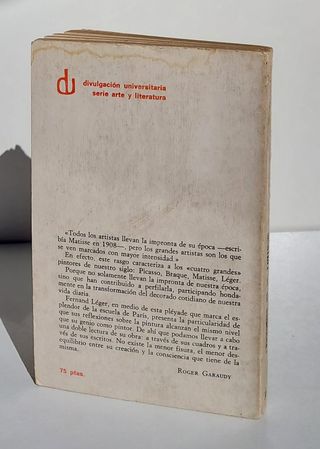 du
divulgación universitaria
serie arte y literatura
«Todos los artistas llevan la impronta de su época —escri-
bía Matisse en 1908—. pero los grandes artistas son los que
se ven marcados con mayor intensidad.»
En efecto, este rasgo caracteriza a los «cuatro grandes»
pintores de nuestro siglo: Picasso, Braque, Matisse, Léger.
Porque no solamente llevan la impronta de nuestra época,
sino que han contribuido a perfilarla, participando honda-
mente en la transformación del decorado cotidiano de nuestra
vida diaria.
Fernand Léger, en medio de esta pléyade que marca el es-
plendor de la escuela de París, presenta la particularidad de
que sus reflexiones sobre la pintura alcanzan el mismo nivel
que su genio como pintor. De ahí que podamos llevar a cabo
una doble lectura de su obra: a través de sus cuadros y a tra-
vés de sus escritos. No existe la menor fisura, el menor des-
equilibrio entre su creación y la consciencia que tiene de la
misma.
ROGER GARAUDY
75 ptas.